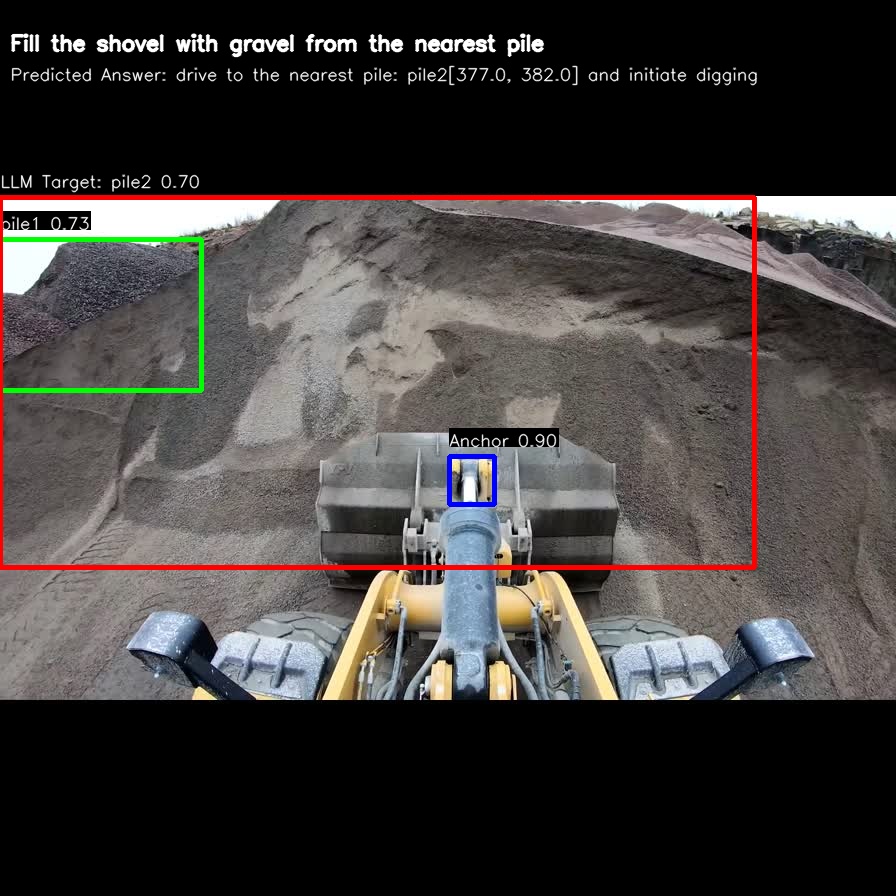 Fill the shovel with gravel from the nearest pile
Predicted Answer: drive to the nearest pile: pile2[377.0, 382.0] and initiate digging
LLM Target: pile2 0.70
pile1 0.73
Anchor 0.90